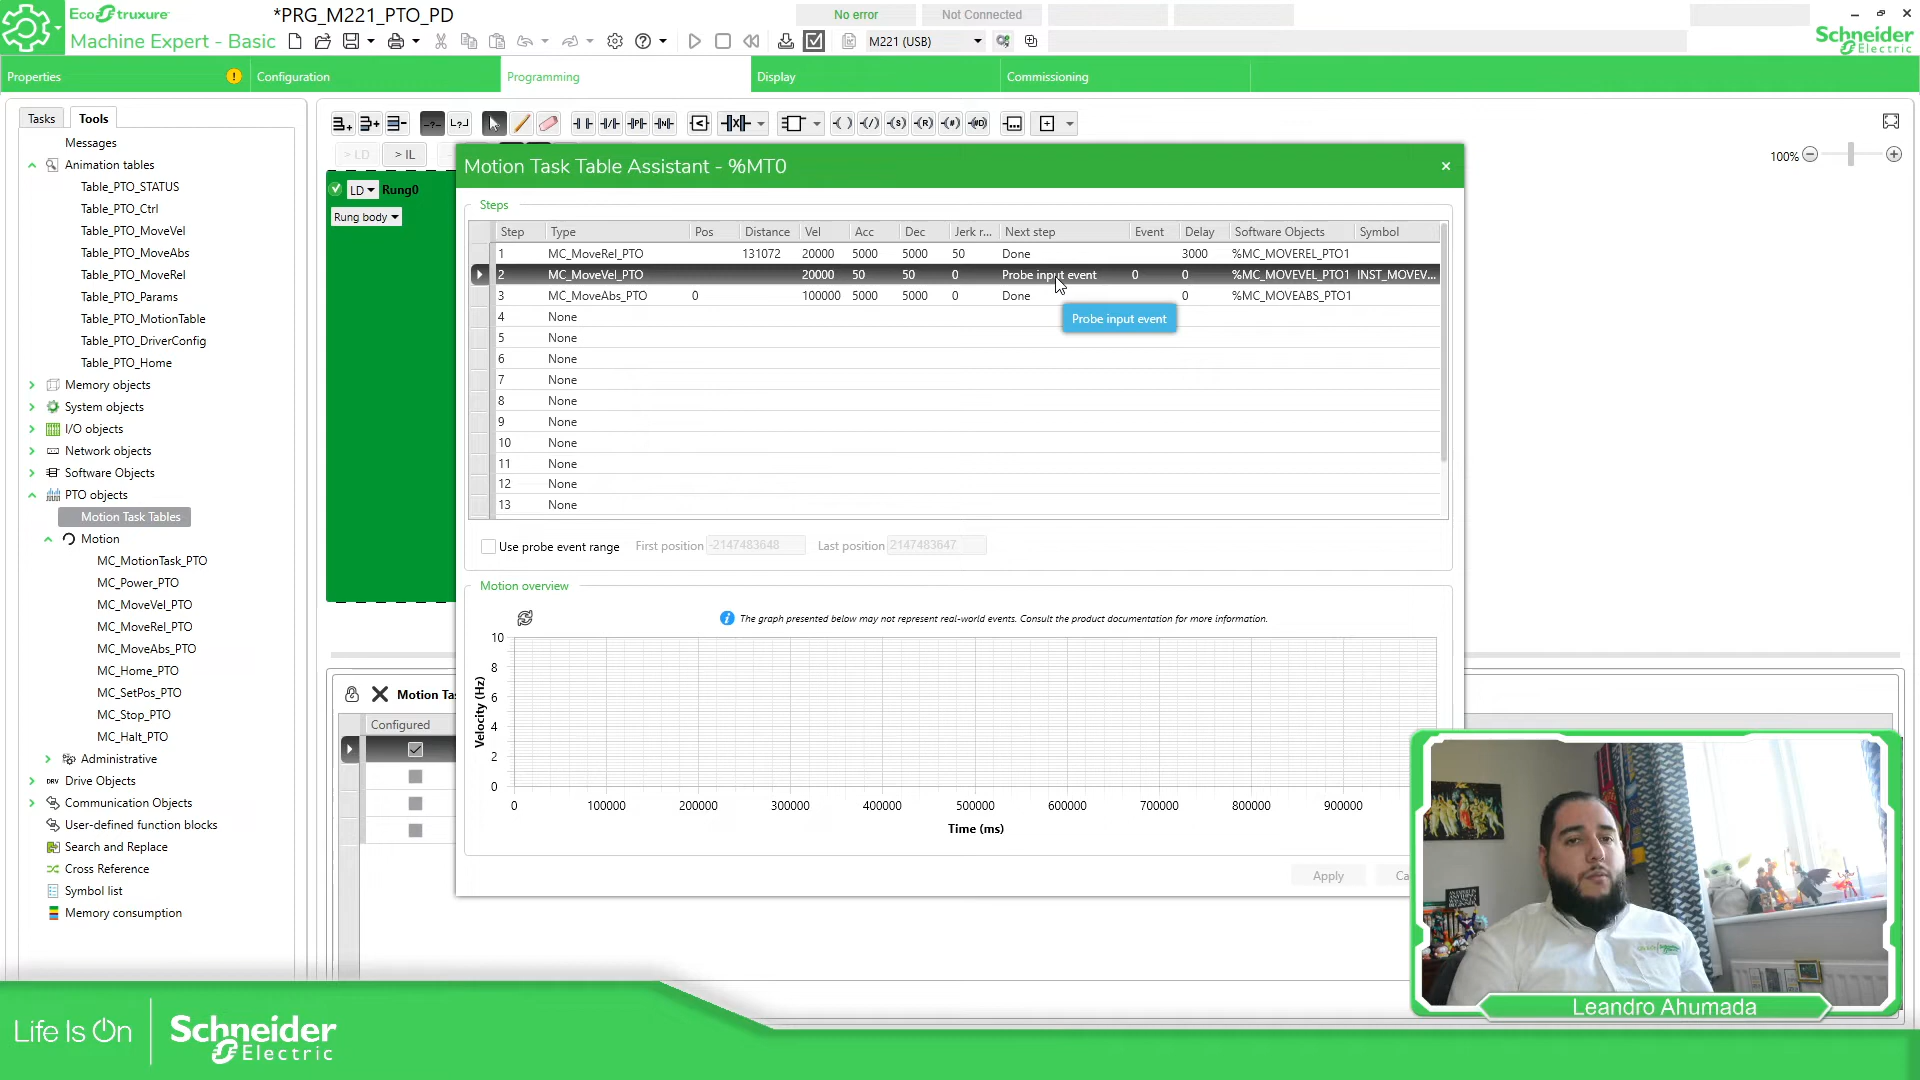 EcoStruxure
Machine Expert - Basic
*PRG_M221_PTO_PD
No error
Not Connected
M221 (USB)
Schneider
Electric
Properties
Configuration
Programming
Display
Commissioning
Tasks
Tools
Messages
Animation tables
Table_PTO_STATUS
Table_PTO_Ctrl
Table_PTO_MoveVel
Table_PTO_MoveAbs
Table_PTO_MoveRel
Table_PTO_Params
Table_PTO_MotionTable
Table_PTO_DriverConfig
Table_PTO_Home
Memory objects
System objects
I/O objects
Network objects
Software Objects
PTO objects
Motion Task Tables
Motion
MC_MotionTask_PTO
MC_Power_PTO
MC_MoveVel_PTO
MC_MoveRel_PTO
MC_MoveAbs_PTO
MC_Home_PTO
MC_SetPos_PTO
MC_Stop_PTO
MC_Halt_PTO
Administrative
DRV Drive Objects
Communication Objects
User-defined function blocks
Search and Replace
Cross Reference
Symbol list
Memory consumption
> LD > IL
100%
LD Rung0
Rung body
Motion Task Table Assistant - %MT0
Steps
Step Type Pos Distance Vel Acc Dec Jerk r... Next step Event Delay Software Objects Symbol
1 MC_MoveRel_PTO 131072 20000 5000 5000 50 Done 3000 %MC_MOVEREL_PTO1
2 MC_MoveVel_PTO 20000 50 50 0 Probe input event 0 0 %MC_MOVEVEL_PTO1 INST_MOVEV...
3 MC_MoveAbs_PTO 0 100000 5000 5000 0 Done 0 %MC_MOVEABS_PTO1
Probe input event
4 None
5 None
6 None
7 None
8 None
9 None
10 None
11 None
12 None
13 None
Use probe event range First position -2147483648 Last position 2147483647
Motion overview
The graph presented below may not represent real-world events. Consult the product documentation for more information.
Velocity (Hz)
10
8
6
4
2
0
0 100000 200000 300000 400000 500000 600000 700000 800000 900000
Time (ms)
Apply Ca
Motion Ta
Configured
Leandro Ahumada
Life Is On
Schneider
Electric